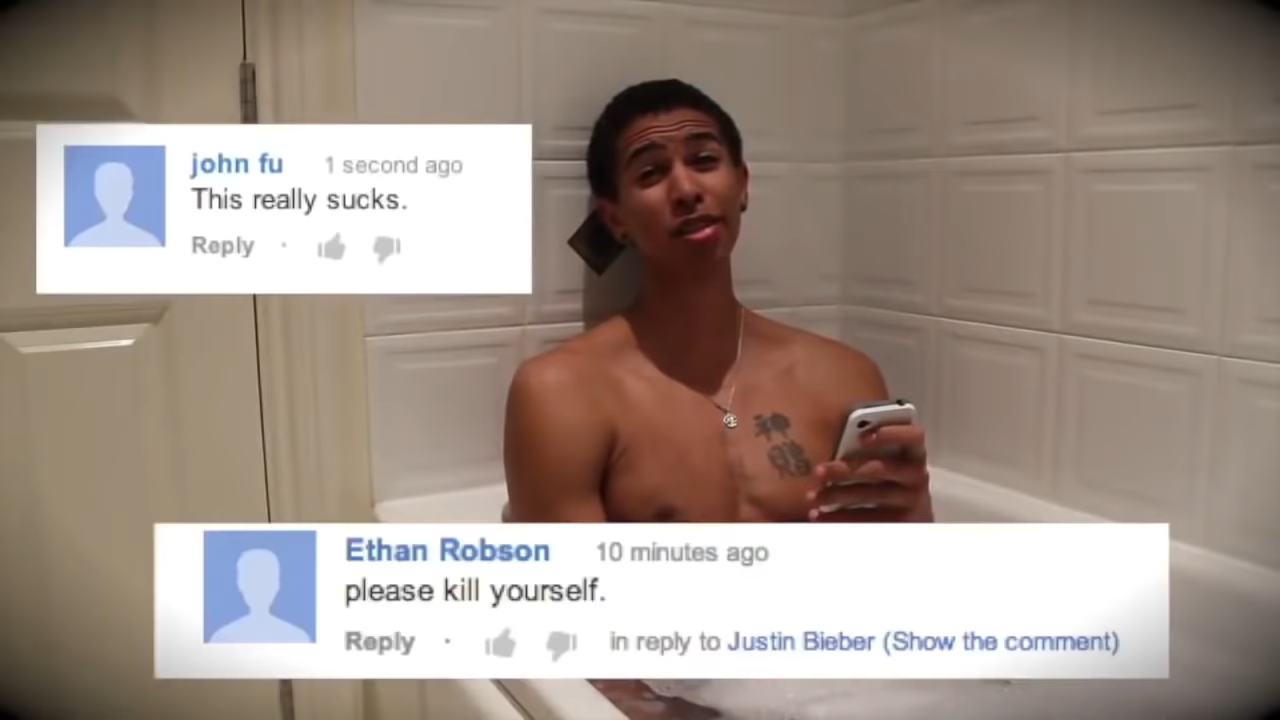 john fu 1 second ago
This really sucks.
Reply ·
Ethan Robson 10 minutes ago
please kill yourself.
Reply · in reply to Justin Bieber (Show the comment)